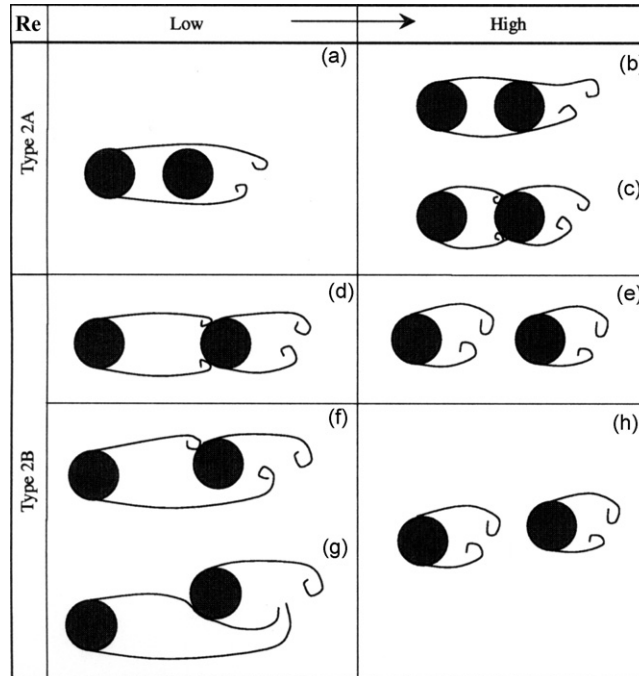 Re Low High
(a)
(b)
Type 2A
(c)
(d) (e)
(f) (h)
Type 2B
(g)